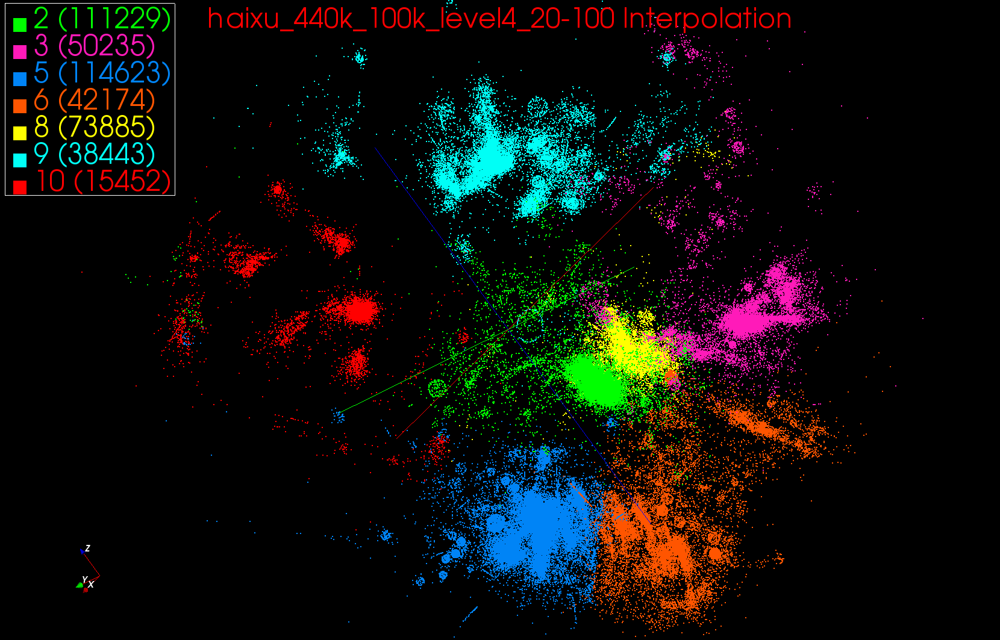 haixu_440k_100k_level4_20-100 Interpolation
2 (111229)
3 (50235)
5 (114623)
6 (42174)
8 (73885)
9 (38443)
10 (15452)
Z
Y
X